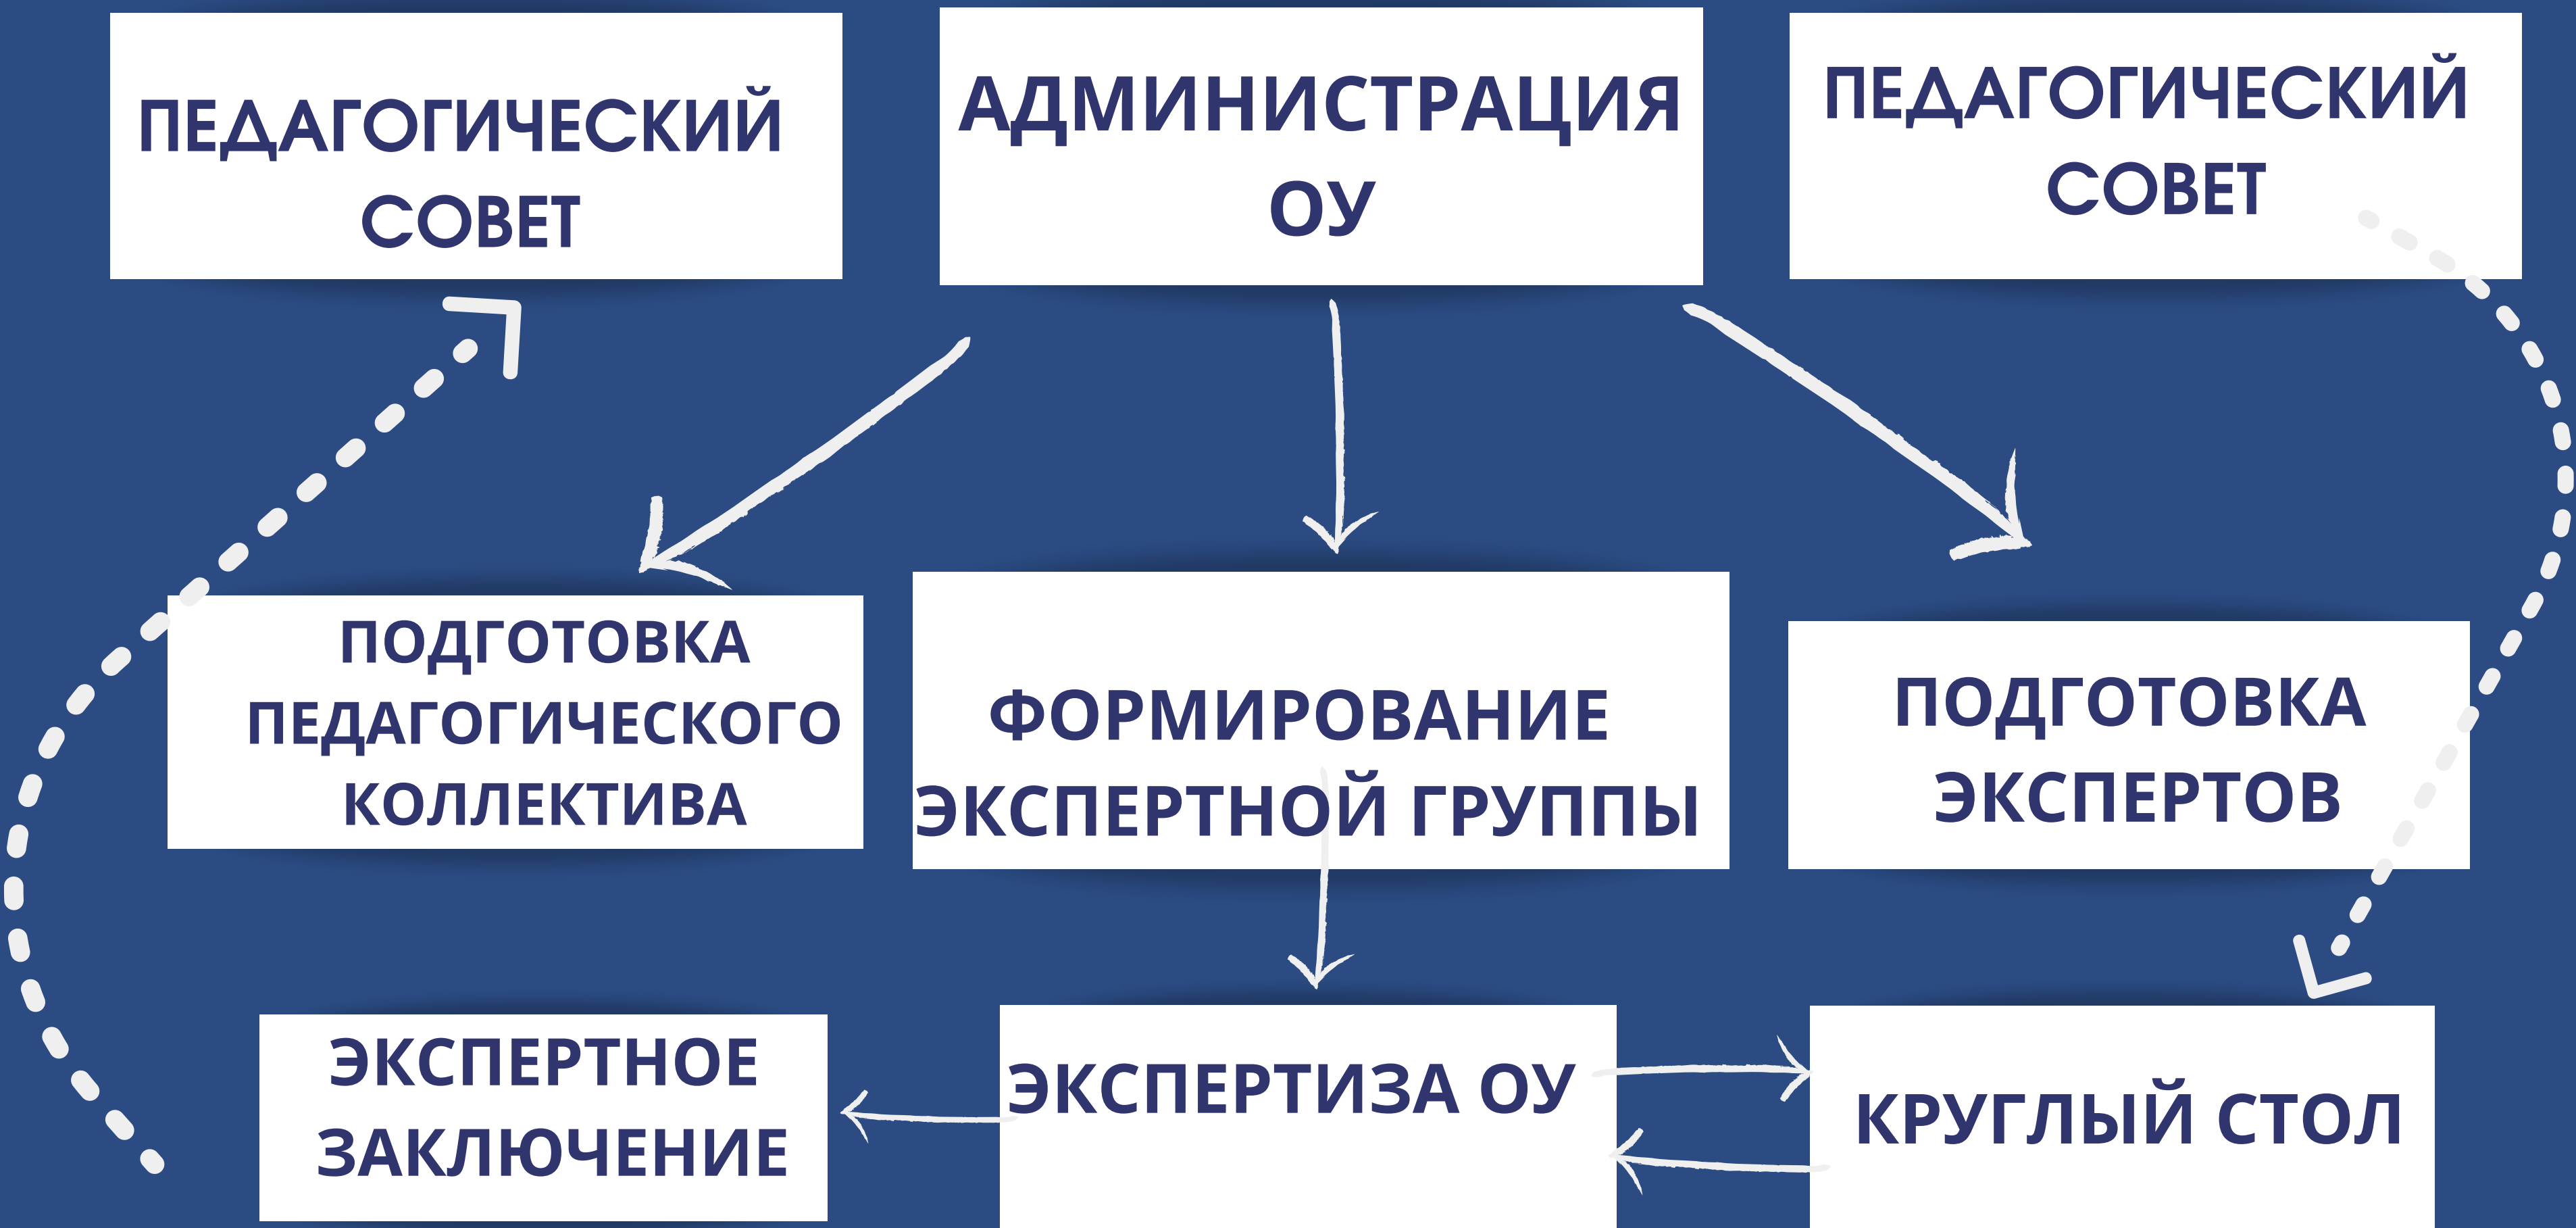 ПЕДАГОГИЧЕСКИЙ
СОВЕТ
АДМИНИСТРАЦИЯ
ОУ
ПЕДАГОГИЧЕСКИЙ
СОВЕТ
ПОДГОТОВКА
ПЕДАГОГИЧЕСКОГО
КОЛЛЕКТИВА
ФОРМИРОВАНИЕ
ЭКСПЕРТНОЙ ГРУППЫ
ПОДГОТОВКА
ЭКСПЕРТОВ
ЭКСПЕРТНОЕ
ЗАКЛЮЧЕНИЕ
ЭКСПЕРТИЗА ОУ
КРУГЛЫЙ СТОЛ